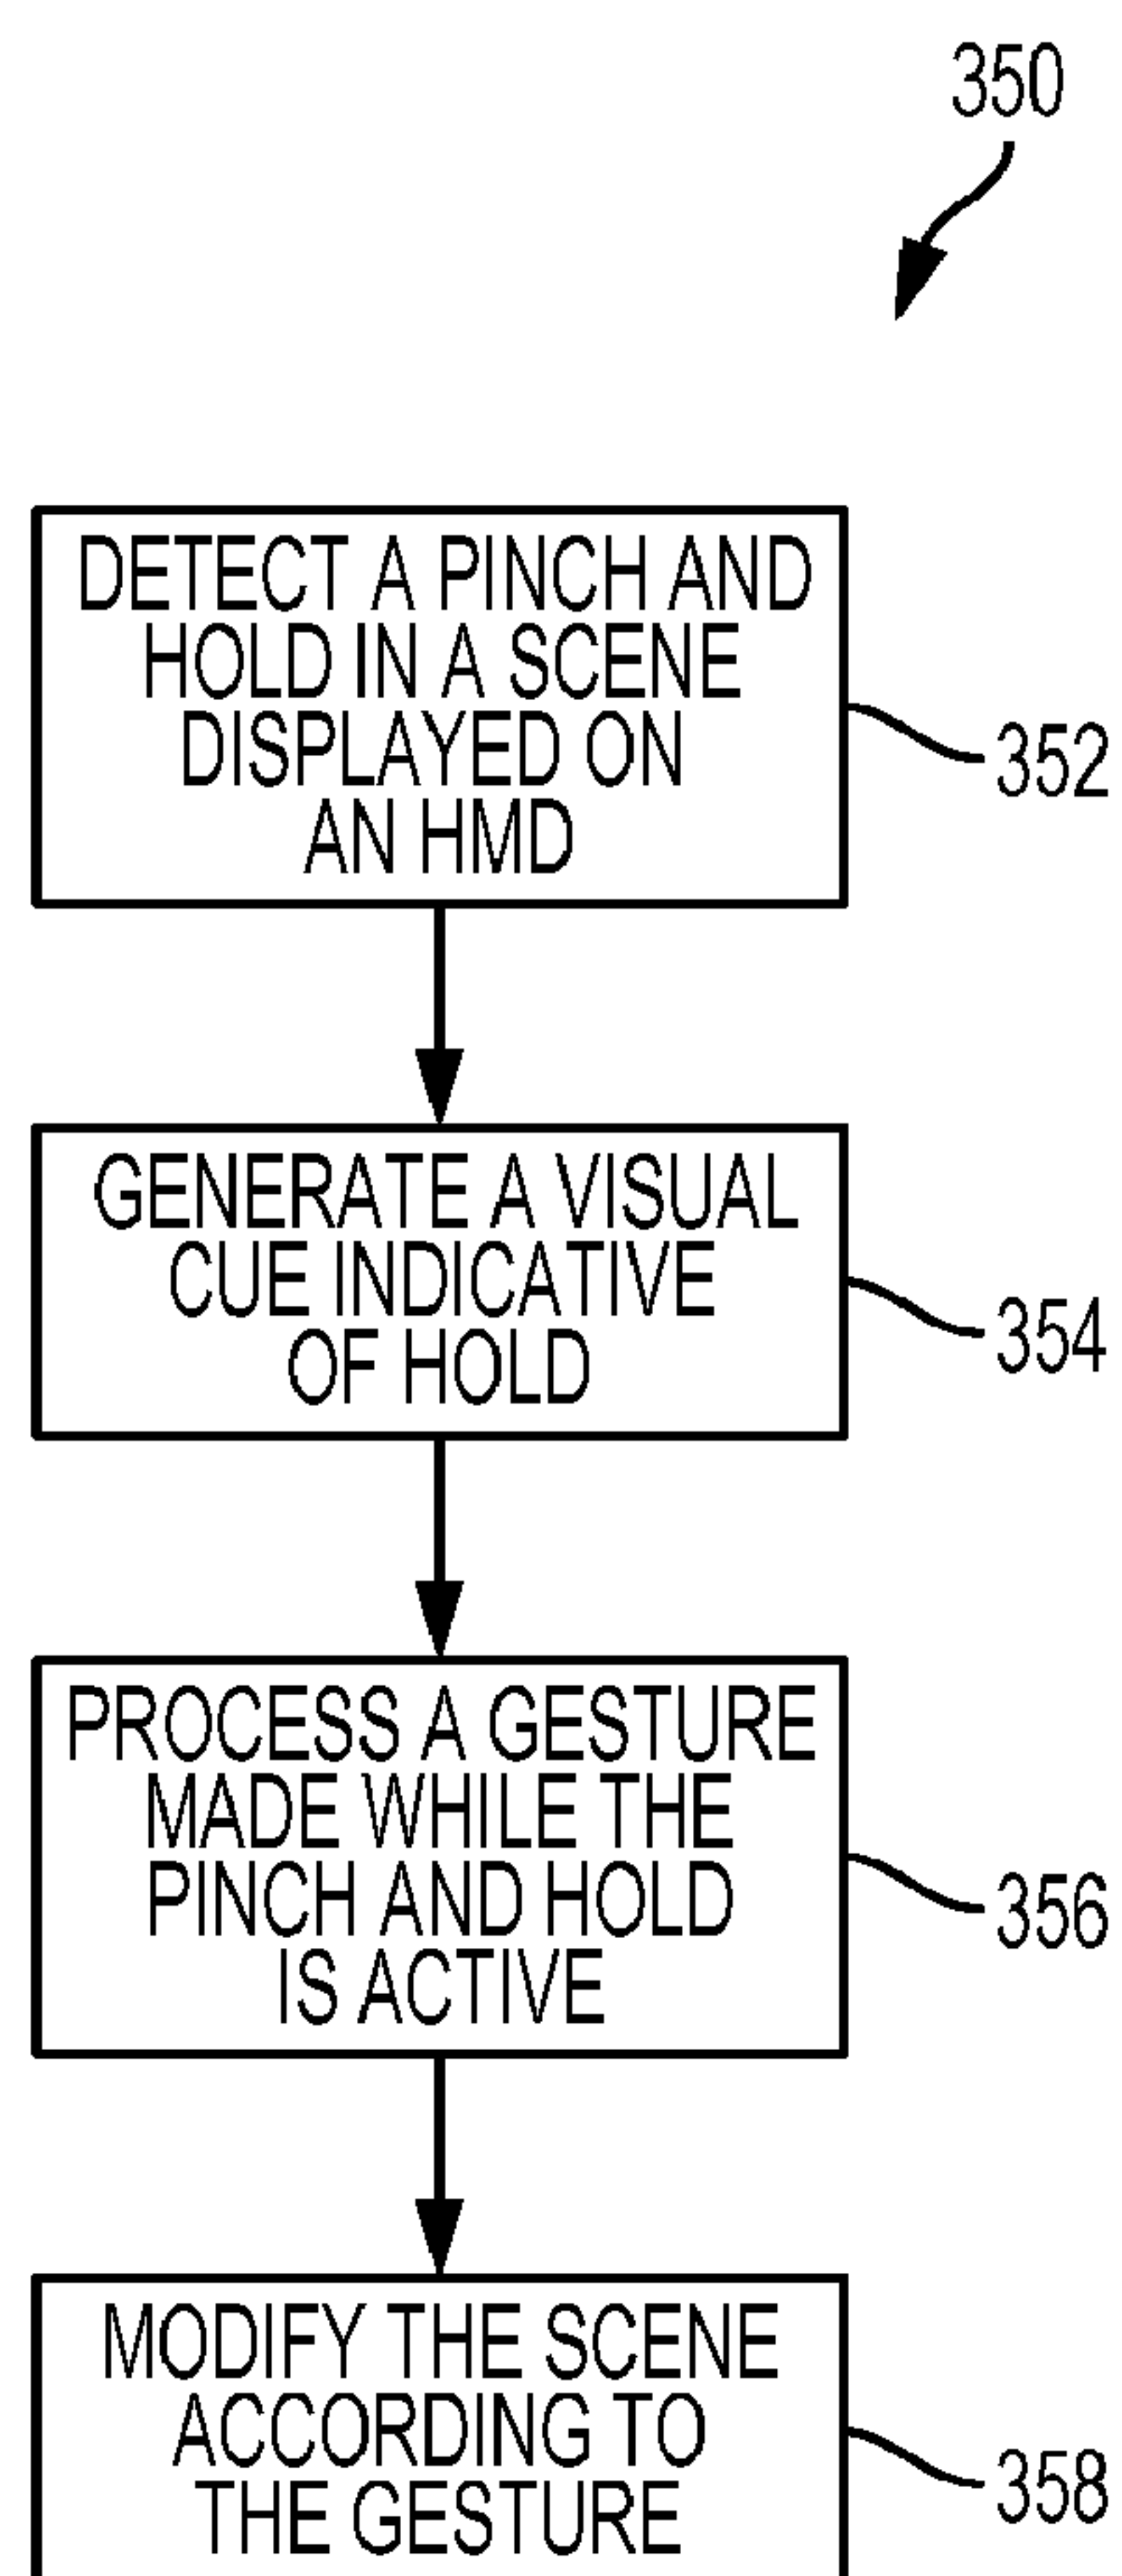 350
DETECT A PINCH AND
HOLD IN A SCENE
DISPLAYED ON
AN HMD
352
GENERATE A VISUAL
CUE INDICATIVE
OF HOLD
354
PROCESS A GESTURE
MADE WHILE THE
PINCH AND HOLD
IS ACTIVE
356
MODIFY THE SCENE
ACCORDING TO
THE GESTURE
358